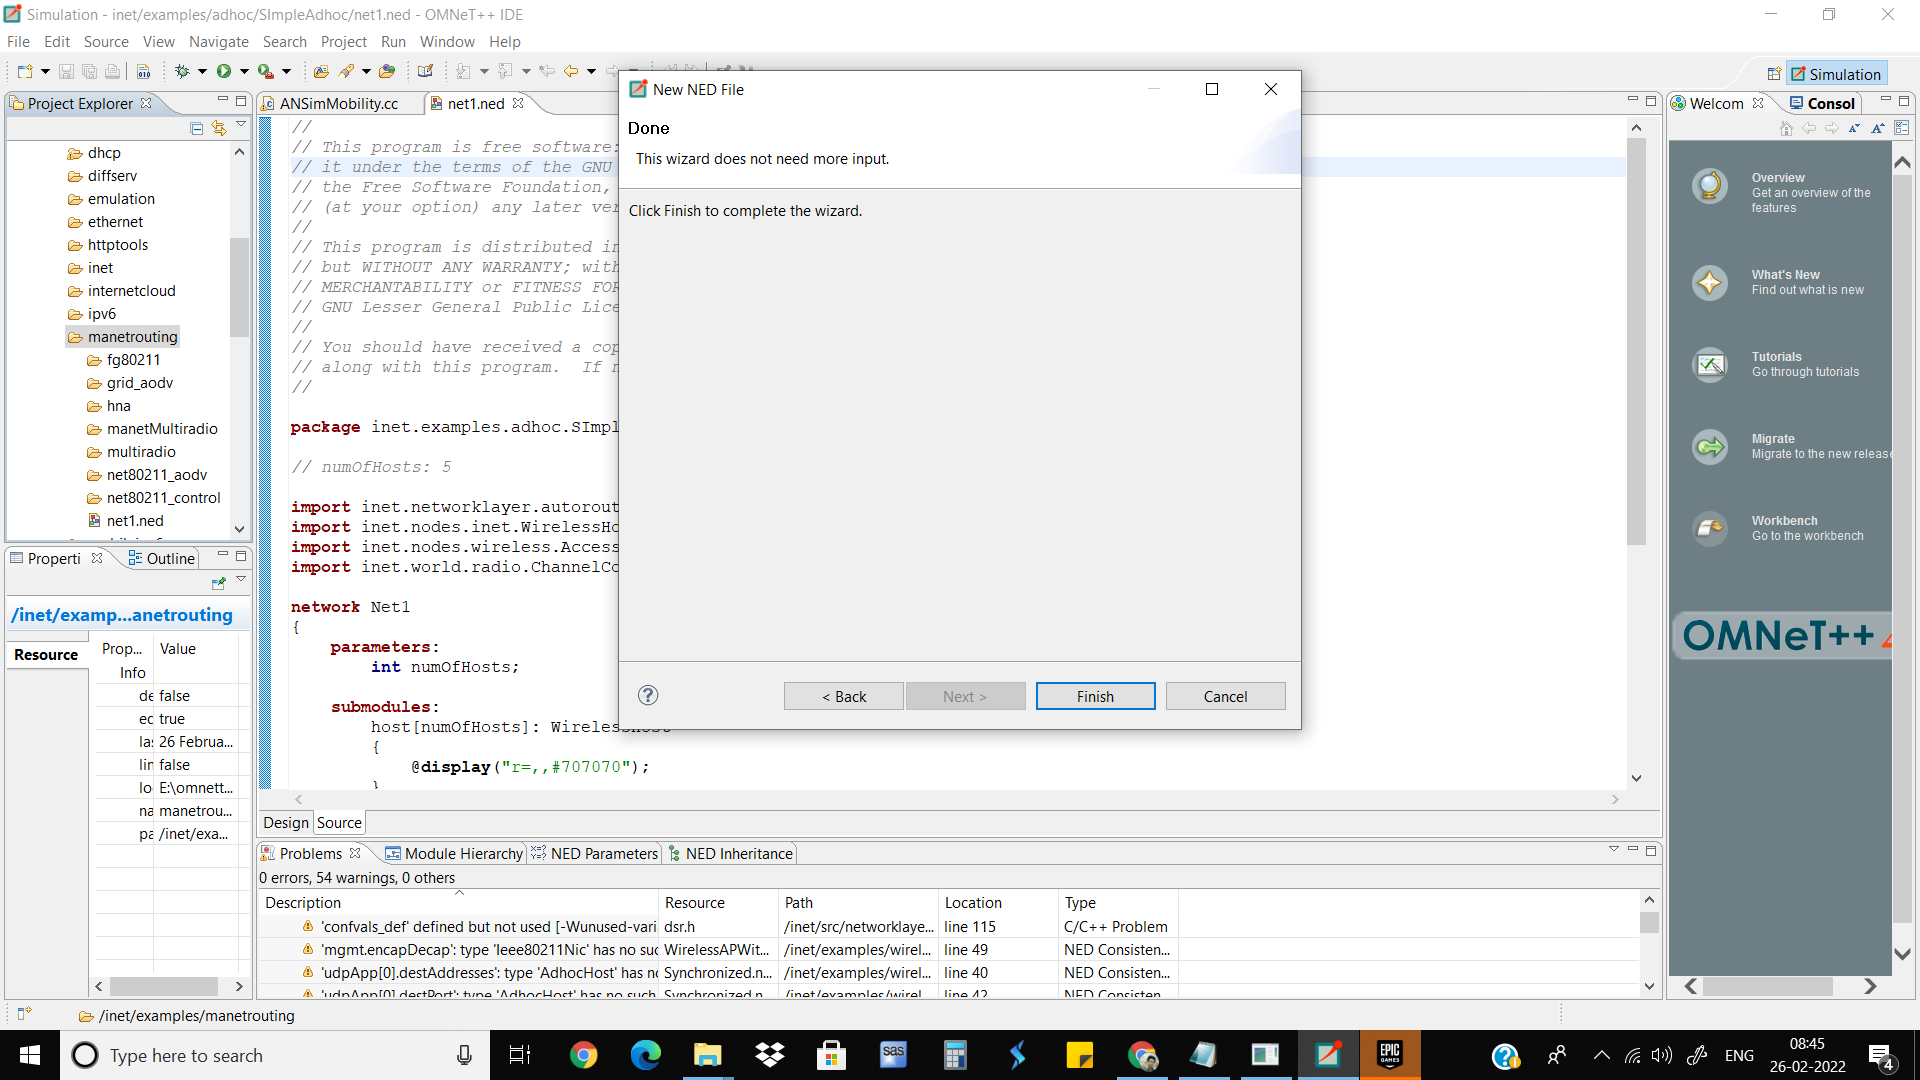 Simulation - inet/examples/adhoc/SImpleAdhoc/net1.ned - OMNeT++ IDE
File Edit Source View Navigate Search Project Run Window Help
Simulation
Project Explorer
dhcp
diffserv
emulation
ethernet
httptools
inet
internetcloud
ipv6
manetrouting
fg80211
grid_aodv
hna
manetMultiradio
multiradio
net80211_aodv
net80211_control
net1.ned
Properti
Outline
/inet/examp...anetrouting
Resource
Prop... Value
Info
de false
ec true
la: 26 Februa...
lir false
lo E:\omnett...
na manetrou...
pa /inet/exa...
ANSimMobility.cc
net1.ned
//
// This program is free software:
// it under the terms of the GNU
// the Free Software Foundation,
// (at your option) any later ver
//
// This program is distributed in
// but WITHOUT ANY WARRANTY; with
// MERCHANTABILITY or FITNESS FOR
// GNU Lesser General Public Lice
//
// You should have received a cop
// along with this program. If n
//
package inet.examples.adhoc.SImpl
// numOfHosts: 5
import inet.networklayer.autorout
import inet.nodes.inet.WirelessHo
import inet.nodes.wireless.Access
import inet.world.radio.ChannelCo
network Net1
{
parameters:
int numOfHosts;
submodules:
host[numOfHosts]: WirelessHost
{
@display("r=,,#707070");
}
Design Source
New NED File
Done
This wizard does not need more input.
Click Finish to complete the wizard.
?
< Back
Next >
Finish
Cancel
Problems
Module Hierarchy
NED Parameters
NED Inheritance
0 errors, 54 warnings, 0 others
Description Resource Path Location Type
'confvals_def' defined but not used [-Wunused-vari dsr.h /inet/src/networklaye... line 115 C/C++ Problem
'mgmt.encapDecap': type 'Ieee80211Nic' has no suc WirelessAPWit... /inet/examples/wirel... line 49 NED Consisten...
'udpApp[0].destAddresses': type 'AdhocHost' has no Synchronized.n... /inet/examples/wirel... line 40 NED Consisten...
'udpApp[0].destPort': type 'AdhocHost' has no such Synchronized.n... /inet/examples/wirel... line 42 NED Consisten...
Welcom
Consol
Overview
Get an overview of the
features
What's New
Find out what is new
Tutorials
Go through tutorials
Migrate
Migrate to the new release
Workbench
Go to the workbench
OMNeT++ 4
/inet/examples/manetrouting
Type here to search
sas
EPIC
GAMES
ENG
08:45
26-02-2022
4